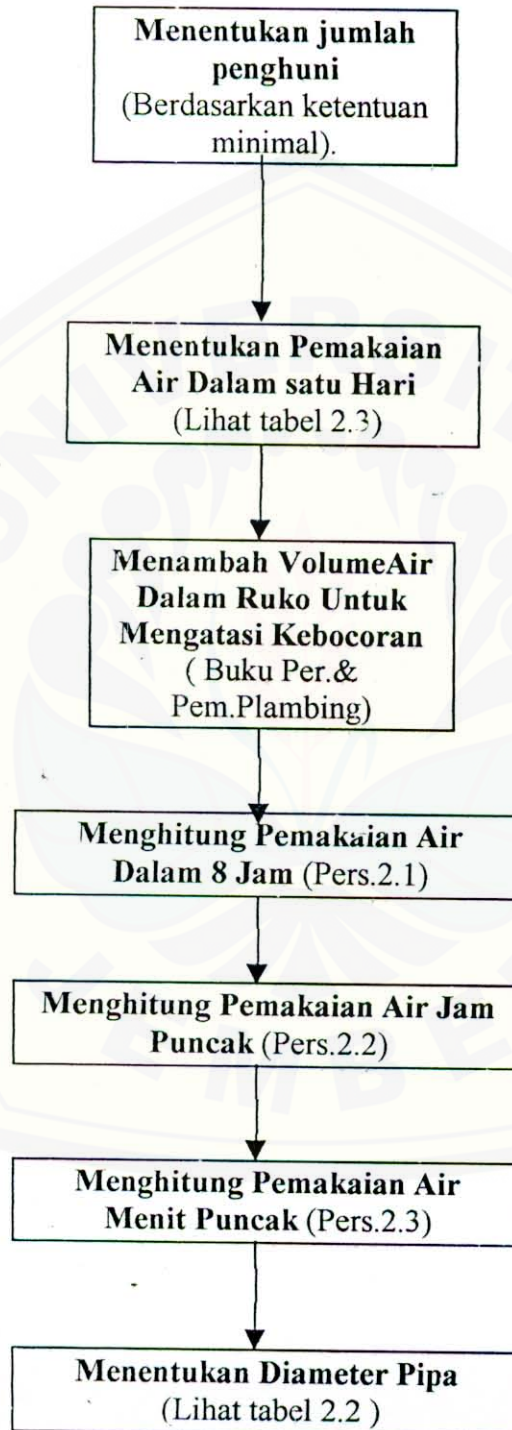 Menentukan jumlah
penghuni
(Berdasarkan ketentuan
minimal).
Menentukan Pemakaian
Air Dalam satu Hari
(Lihat tabel 2.3)
Menambah VolumeAir
Dalam Ruko Untuk
Mengatasi Kebocoran
( Buku Per.&
Pem.Plambing)
Menghitung Pemakaian Air
Dalam 8 Jam (Pers.2.1)
Menghitung Pemakaian Air Jam
Puncak (Pers.2.2)
Menghitung Pemakaian Air
Menit Puncak (Pers.2.3)
Menentukan Diameter Pipa
(Lihat tabel 2.2 )